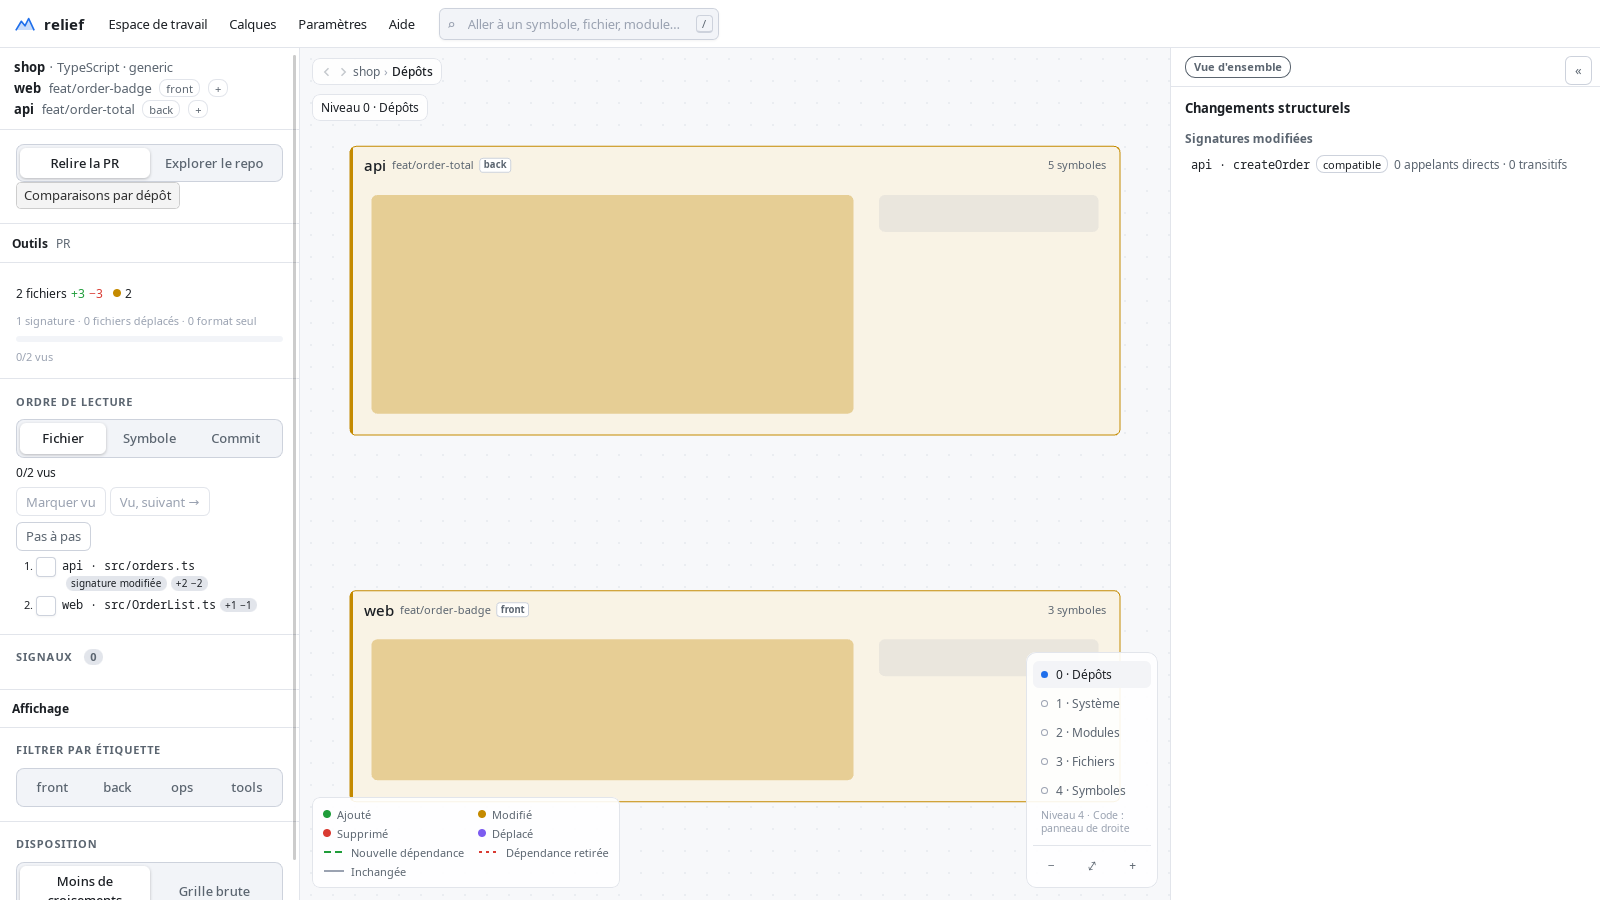 relief Espace de travail Calques Paramètres Aide Aller à un symbole, fichier, module... /
shop · TypeScript · generic
web feat/order-badge front +
api feat/order-total back +
Relire la PR Explorer le repo
Comparaisons par dépôt
Outils PR
2 fichiers +3 −3 2
1 signature · 0 fichiers déplacés · 0 format seul
0/2 vus
ORDRE DE LECTURE
Fichier Symbole Commit
0/2 vus
Marquer vu Vu, suivant →
Pas à pas
1. api · src/orders.ts
signature modifiée +2 −2
2. web · src/OrderList.ts +1 −1
SIGNAUX 0
Affichage
FILTRER PAR ÉTIQUETTE
front back ops tools
DISPOSITION
Moins de
croisements
Grille brute
shop › Dépôts
Niveau 0 · Dépôts
api feat/order-total back 5 symboles
web feat/order-badge front 3 symboles
Ajouté Modifié
Supprimé Déplacé
Nouvelle dépendance Dépendance retirée
Inchangée
0 · Dépôts
1 · Système
2 · Modules
3 · Fichiers
4 · Symboles
Niveau 4 · Code :
panneau de droite
− ⤢ +
Vue d'ensemble «
Changements structurels
Signatures modifiées
api · createOrder compatible 0 appelants directs · 0 transitifs